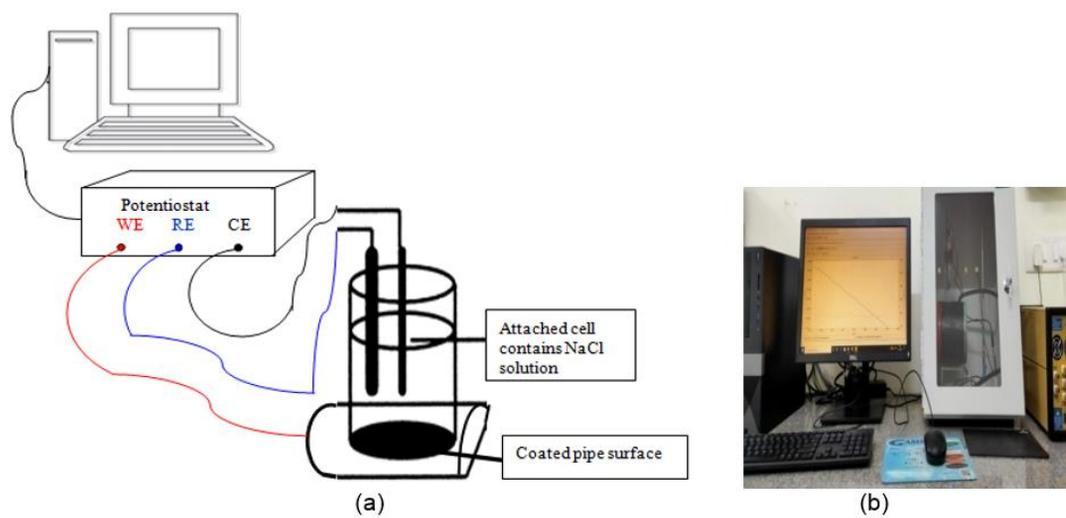 Potentiostat
WE RE CE
Attached cell
contains NaCl
solution
Coated pipe surface
(a)
(b)